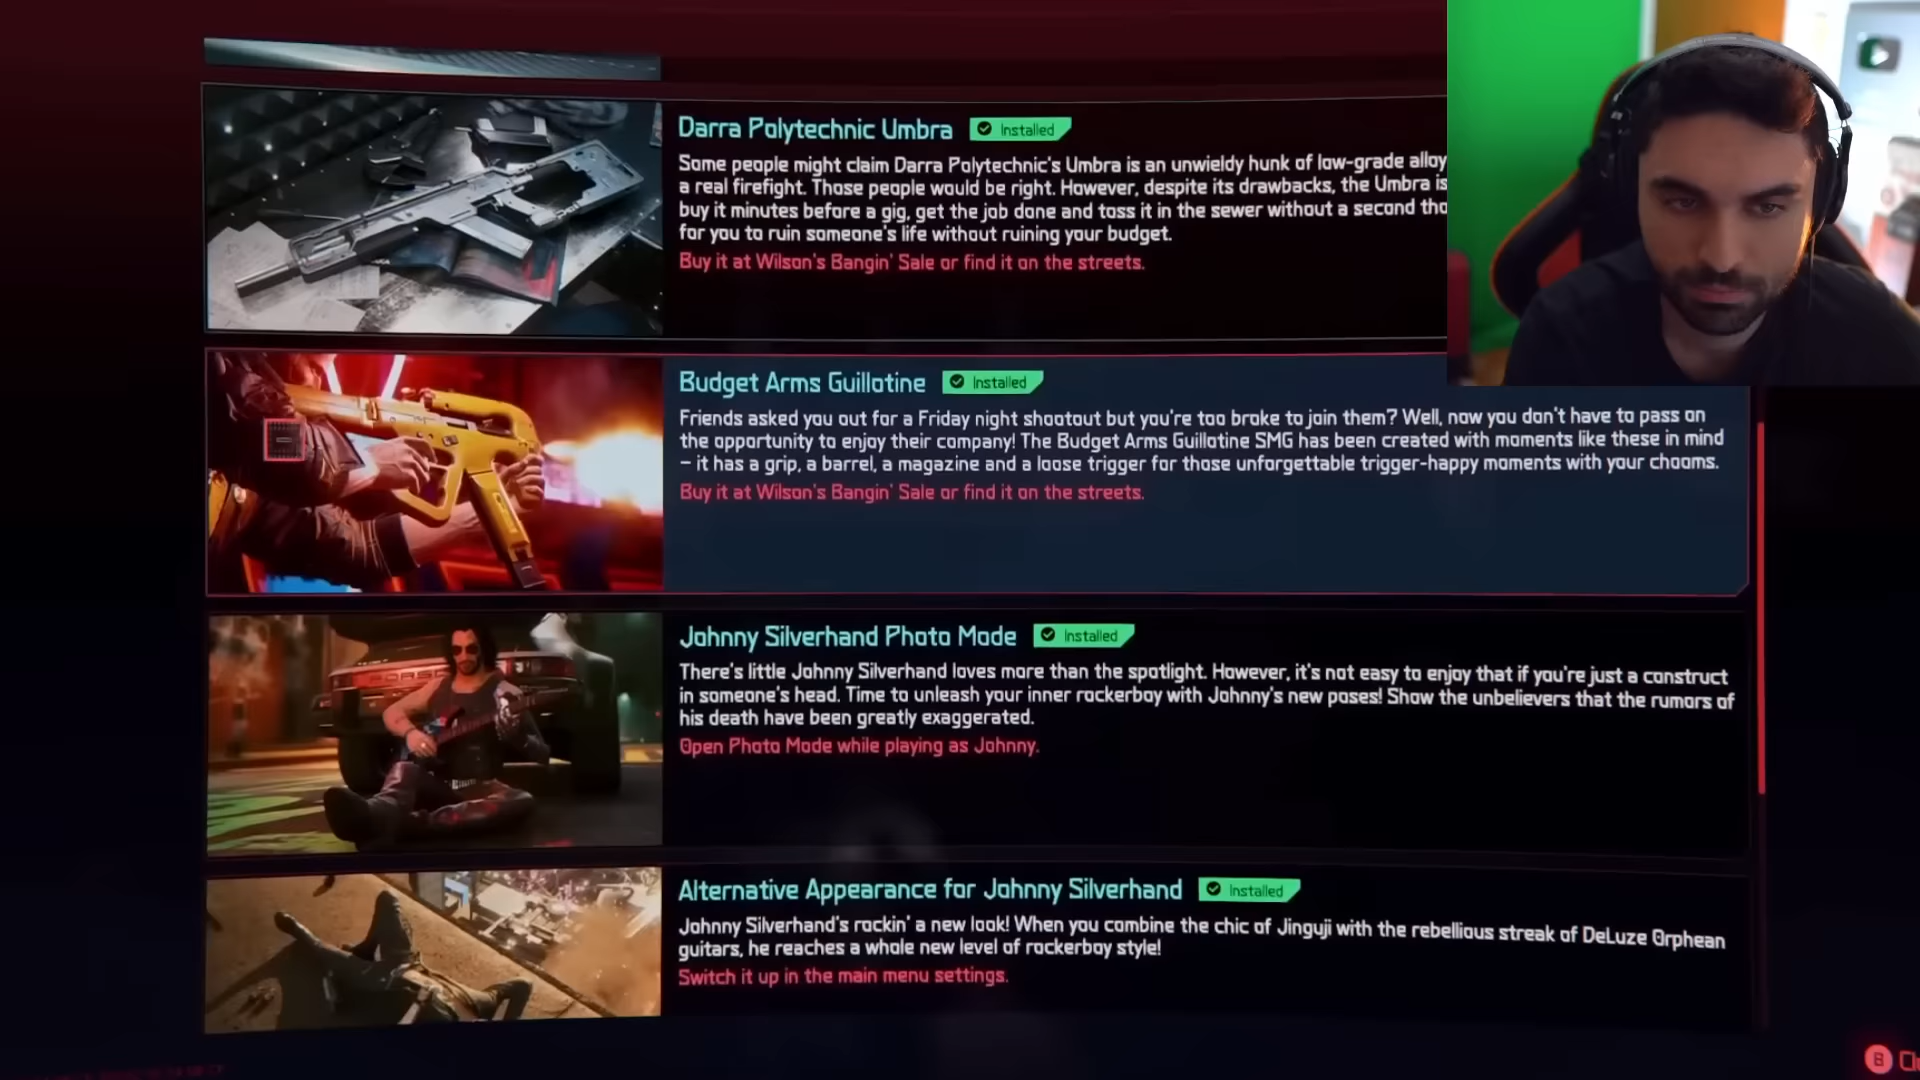 Darra Polytechnic Umbra
Installed
Some people might claim Darra Polytechnic's Umbra is an unwieldy hunk of low-grade alloy
a real firefight. Those people would be right. However, despite its drawbacks, the Umbra is
buy it minutes before a gig, get the job done and toss it in the sewer without a second
for you to ruin someone's life without ruining your budget.
Buy it at Wilson's Bangin' Sale or find it on the streets.
Budget Arms Guillotine
Installed
Friends asked you out for a Friday night shootout but you're too broke to join them? Well, now you don't have to pass on
the opportunity to enjoy their company! The Budget Arms Guillotine SMG has been created with moments like these in mind
– it has a grip, a barrel, a magazine and a loose trigger for those unforgettable trigger-happy moments with your chooms.
Buy it at Wilson's Bangin' Sale or find it on the streets.
Johnny Silverhand Photo Mode
Installed
There's little Johnny Silverhand loves more than the spotlight. However, it's not easy to enjoy that if you're just a construct
in someone's head. Time to unleash your inner rockerboy with Johnny's new poses! Show the unbelievers that the rumors of
his death have been greatly exaggerated.
Open Photo Mode while playing as Johnny.
Alternative Appearance for Johnny Silverhand
Installed
Johnny Silverhand's rockin' a new look! When you combine the chic of Jinguji with the rebellious streak of DeLuze Orphean
guitars, he reaches a whole new level of rockerboy style!
Switch it up in the main menu settings.
B